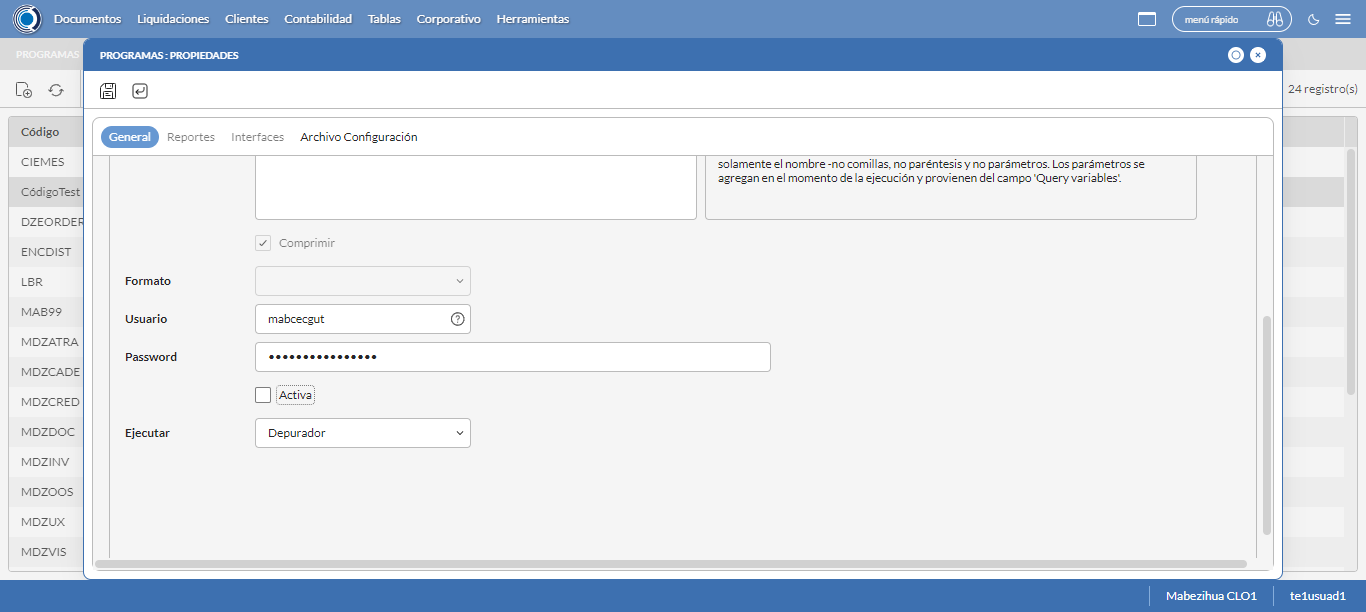 Documentos Liquidaciones Clientes Contabilidad Tablas Corporativo Herramientas menú rápido
PROGRAMAS
PROGRAMAS : PROPIEDADES
24 registro(s)
General Reportes Interfaces Archivo Configuración
Código
CIEMES
CódigoTest
DZEORDER
ENCDIST
LBR
MAB99
MDZATRA
MDZCADE
MDZCRED
MDZDOC
MDZINV
MDZOOS
MDZUX
MDZVIS
solamente el nombre -no comillas, no paréntesis y no parámetros. Los parámetros se
agregan en el momento de la ejecución y provienen del campo 'Query variables'.
Comprimir
Formato
Usuario mabcecgut
Password ••••••••••••••••
Activa
Ejecutar Depurador
Mabezihua CLO1 te1usuad1